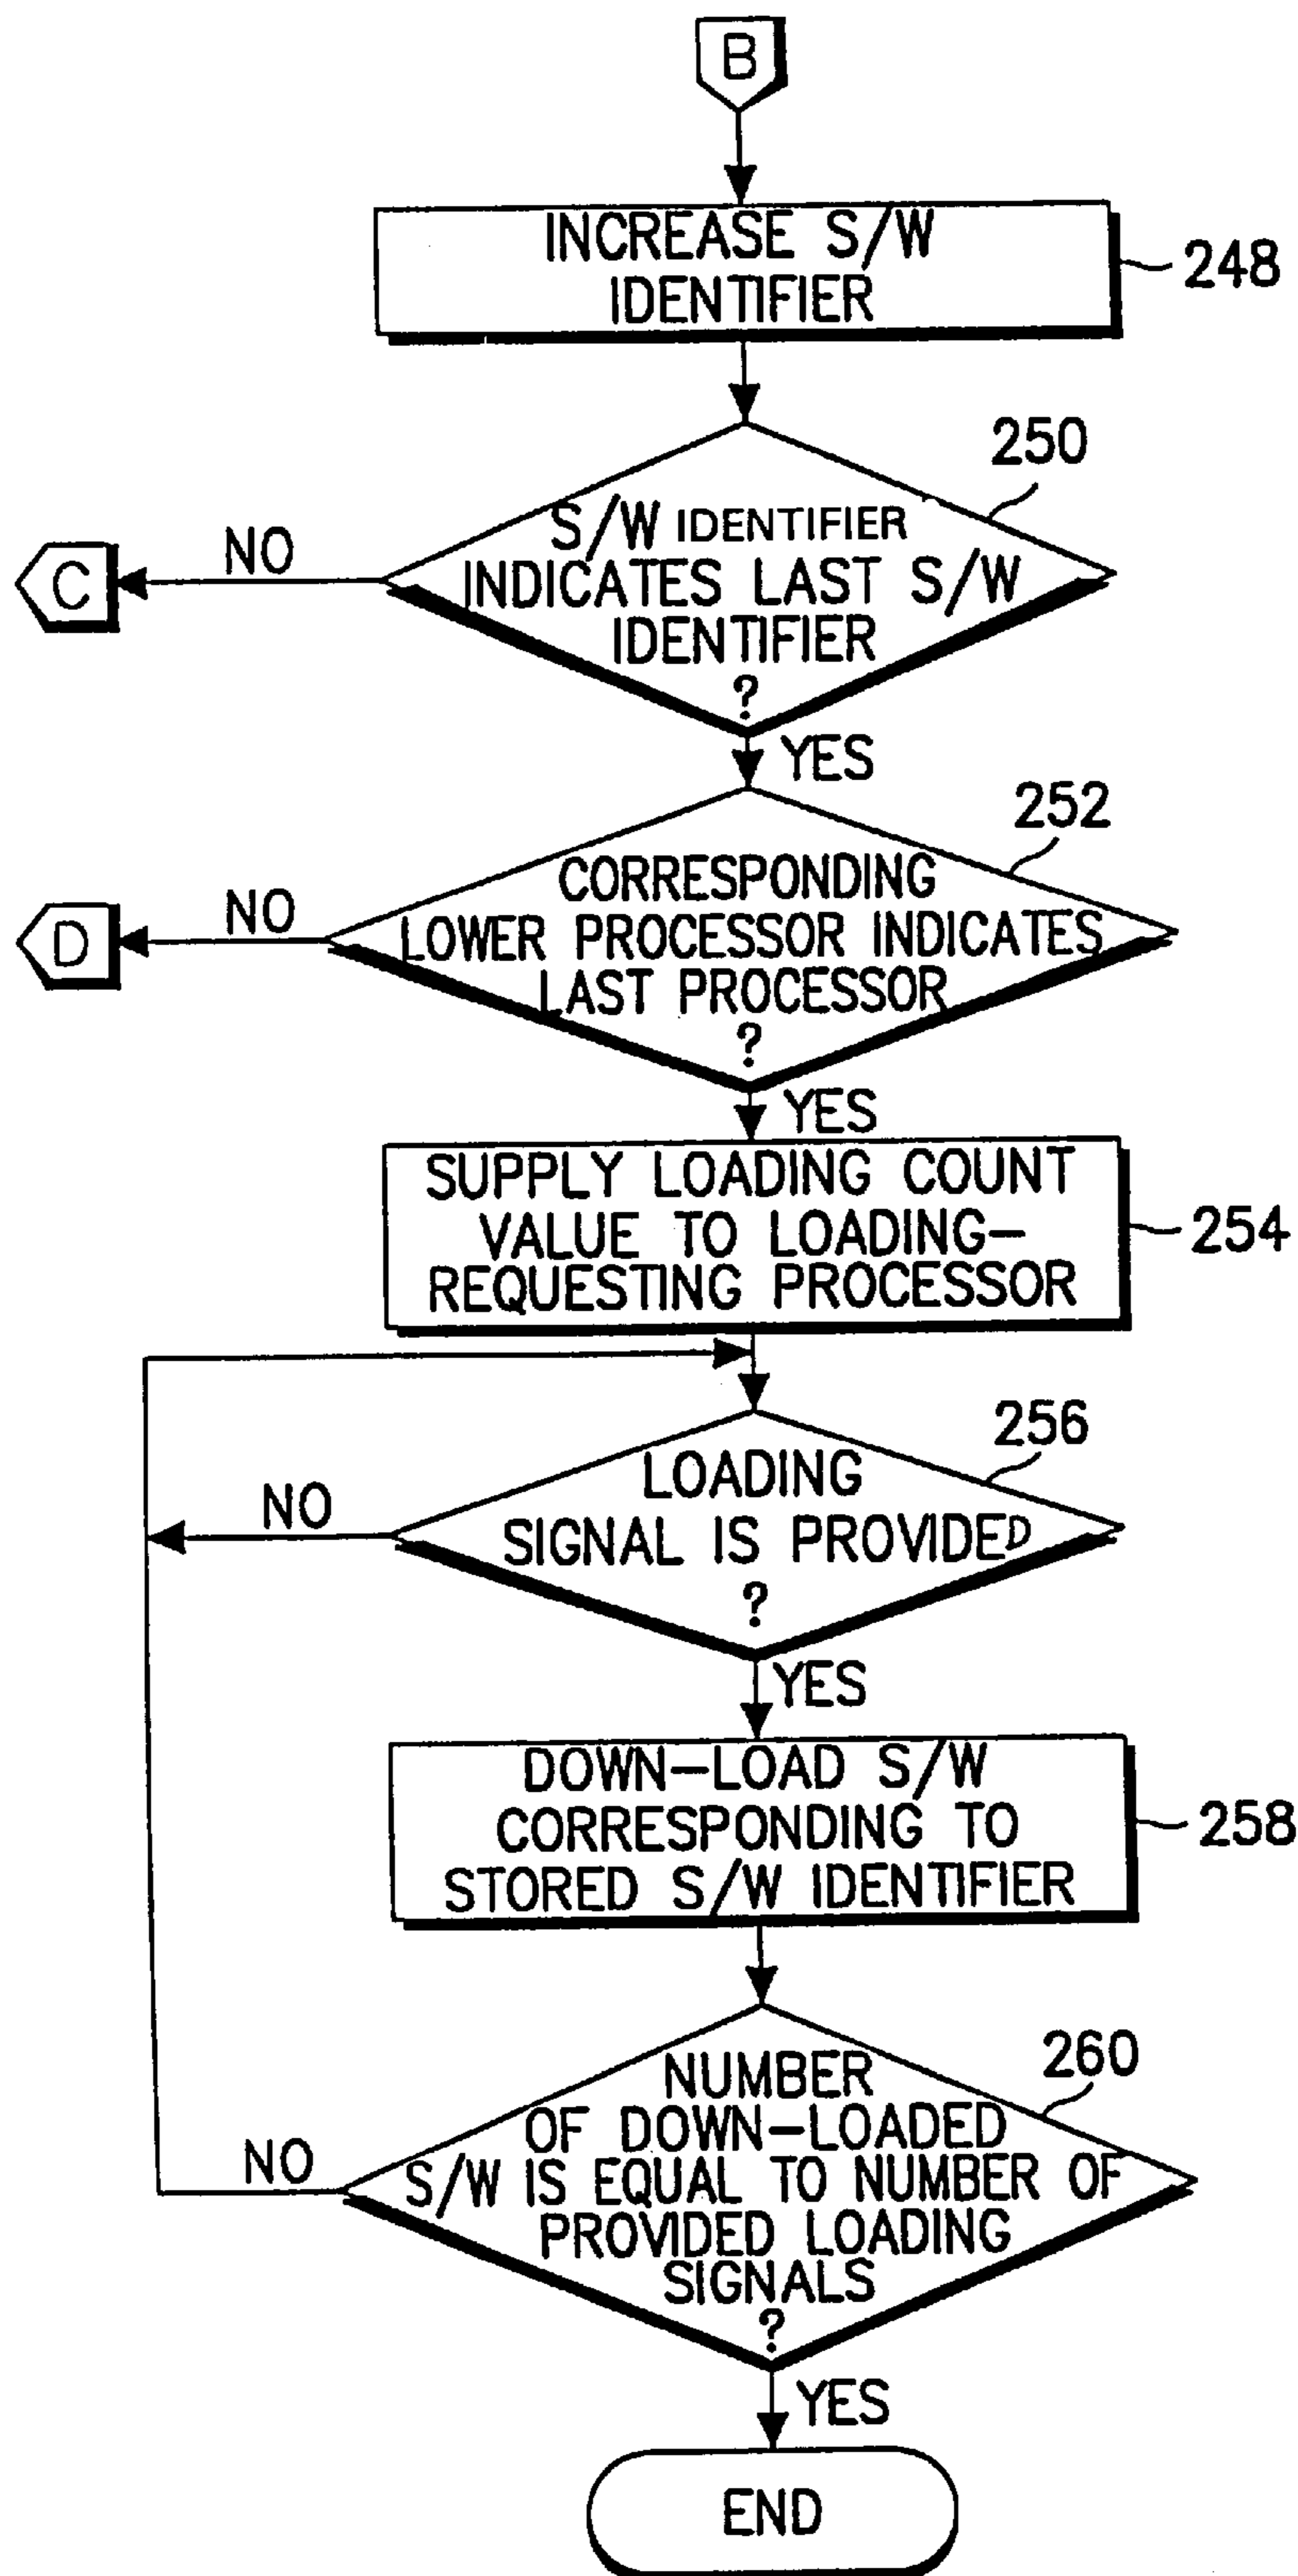 B
INCREASE S/W
IDENTIFIER
248
250
S/W IDENTIFIER
INDICATES LAST S/W
IDENTIFIER
?
NO
C
YES
252
CORRESPONDING
LOWER PROCESSOR INDICATES
LAST PROCESSOR
?
NO
D
YES
SUPPLY LOADING COUNT
VALUE TO LOADING-
REQUESTING PROCESSOR
254
256
LOADING
SIGNAL IS PROVIDED
?
NO
YES
DOWN-LOAD S/W
CORRESPONDING TO
STORED S/W IDENTIFIER
258
260
NUMBER
OF DOWN-LOADED
S/W IS EQUAL TO NUMBER OF
PROVIDED LOADING
SIGNALS
?
NO
YES
END